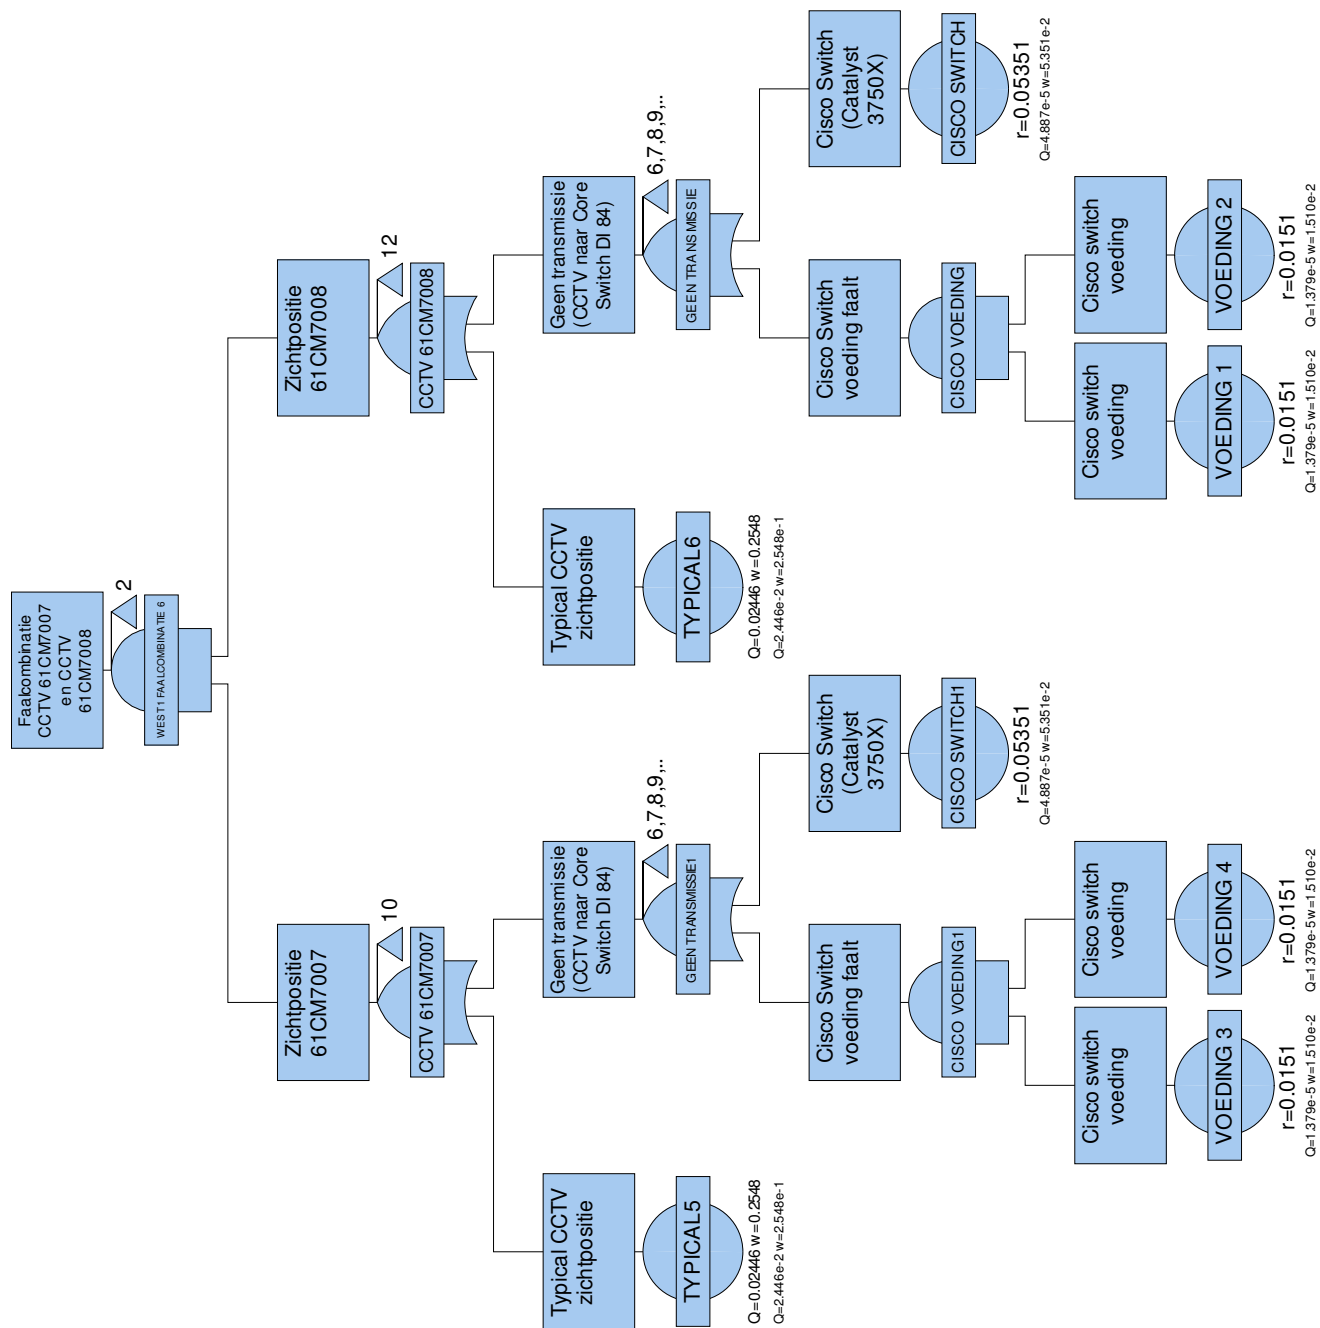 Faalcombinatie
CCTV 61CM7007
en CCTV
61CM7008
2
WEST1 FAALCOMBINATIE 6
Zichtpositie
61CM7007
10
CCTV 61CM7007
Zichtpositie
61CM7008
12
CCTV 61CM7008
Typical CCTV
zichtpositie
TYPICAL5
Q=0.02446 w=0.2548
Q=2.446e-2 w=2.548e-1
Geen transmissie
(CCTV naar Core
Switch DI 84)
6,7,8,9,..
GEEN TRANSMISSIE1
Typical CCTV
zichtpositie
TYPICAL6
Q=0.02446 w=0.2548
Q=2.446e-2 w=2.548e-1
Geen transmissie
(CCTV naar Core
Switch DI 84)
6,7,8,9,..
GEEN TRANSMISSIE
Cisco Switch
voeding faalt
CISCO VOEDING1
Cisco Switch
(Catalyst
3750X)
CISCO SWITCH1
r=0.05351
Q=4.887e-5 w=5.351e-2
Cisco Switch
voeding faalt
CISCO VOEDING
Cisco Switch
(Catalyst
3750X)
CISCO SWITCH
r=0.05351
Q=4.887e-5 w=5.351e-2
Cisco switch
voeding
VOEDING 3
r=0.0151
Q=1.379e-5 w=1.510e-2
Cisco switch
voeding
VOEDING 4
r=0.0151
Q=1.379e-5 w=1.510e-2
Cisco switch
voeding
VOEDING 1
r=0.0151
Q=1.379e-5 w=1.510e-2
Cisco switch
voeding
VOEDING 2
r=0.0151
Q=1.379e-5 w=1.510e-2